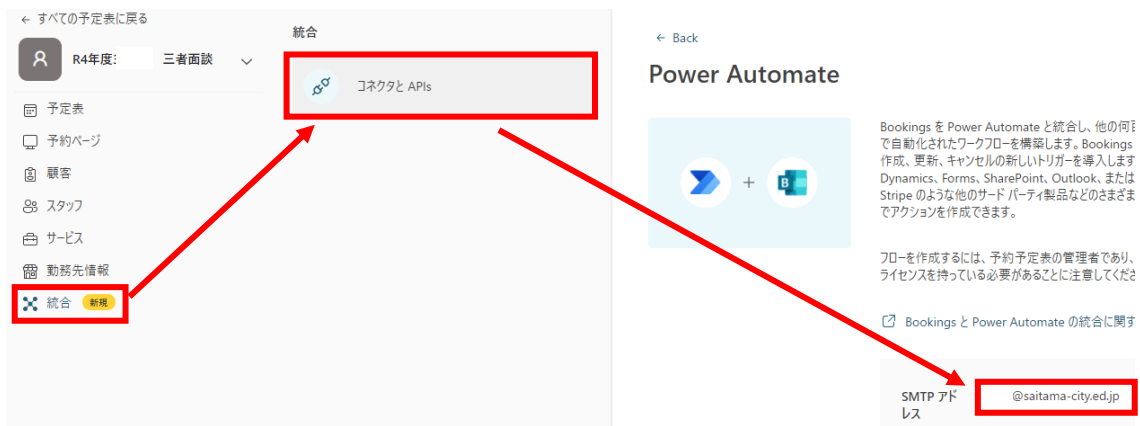 ← すべての予定表に戻る
R4年度 三者面談
予定表
予約ページ
顧客
スタッフ
サービス
勤務先情報
統合 新規
統合
コネクタと APIs
← Back
Power Automate
Bookings を Power Automate と統合し、他の何百
で自動化されたワークフローを構築します。Bookings
作成、更新、キャンセルの新しいトリガーを導入します
Dynamics、Forms、SharePoint、Outlook、または
Stripe のような他のサード パーティ製品などのさまざま
でアクションを作成できます。
フローを作成するには、予約予定表の管理者であり、
ライセンスを持っている必要があることに注意してくださ
Bookings と Power Automate の統合に関す
SMTP アド
レス
@saitama-city.ed.jp